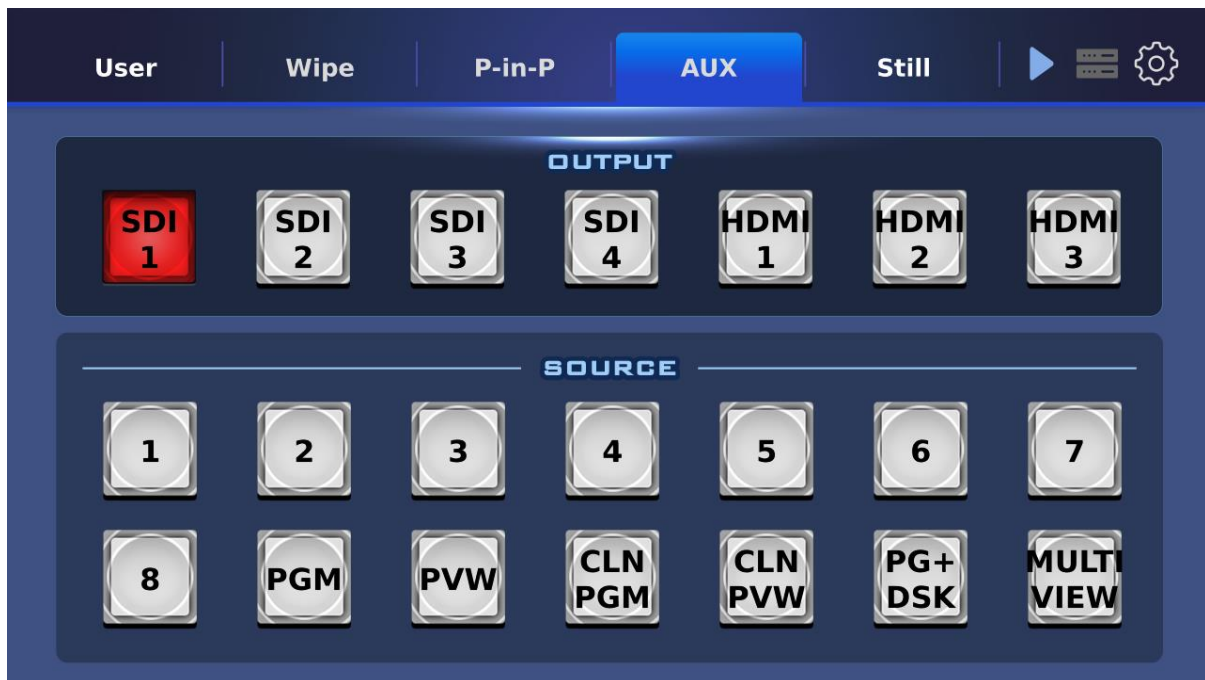 User Wipe P-in-P AUX Still
OUTPUT
SDI 1 SDI 2 SDI 3 SDI 4 HDMI 1 HDMI 2 HDMI 3
SOURCE
1 2 3 4 5 6 7
8 PGM PVW CLN PGM CLN PVW PG+ DSK MULTI VIEW